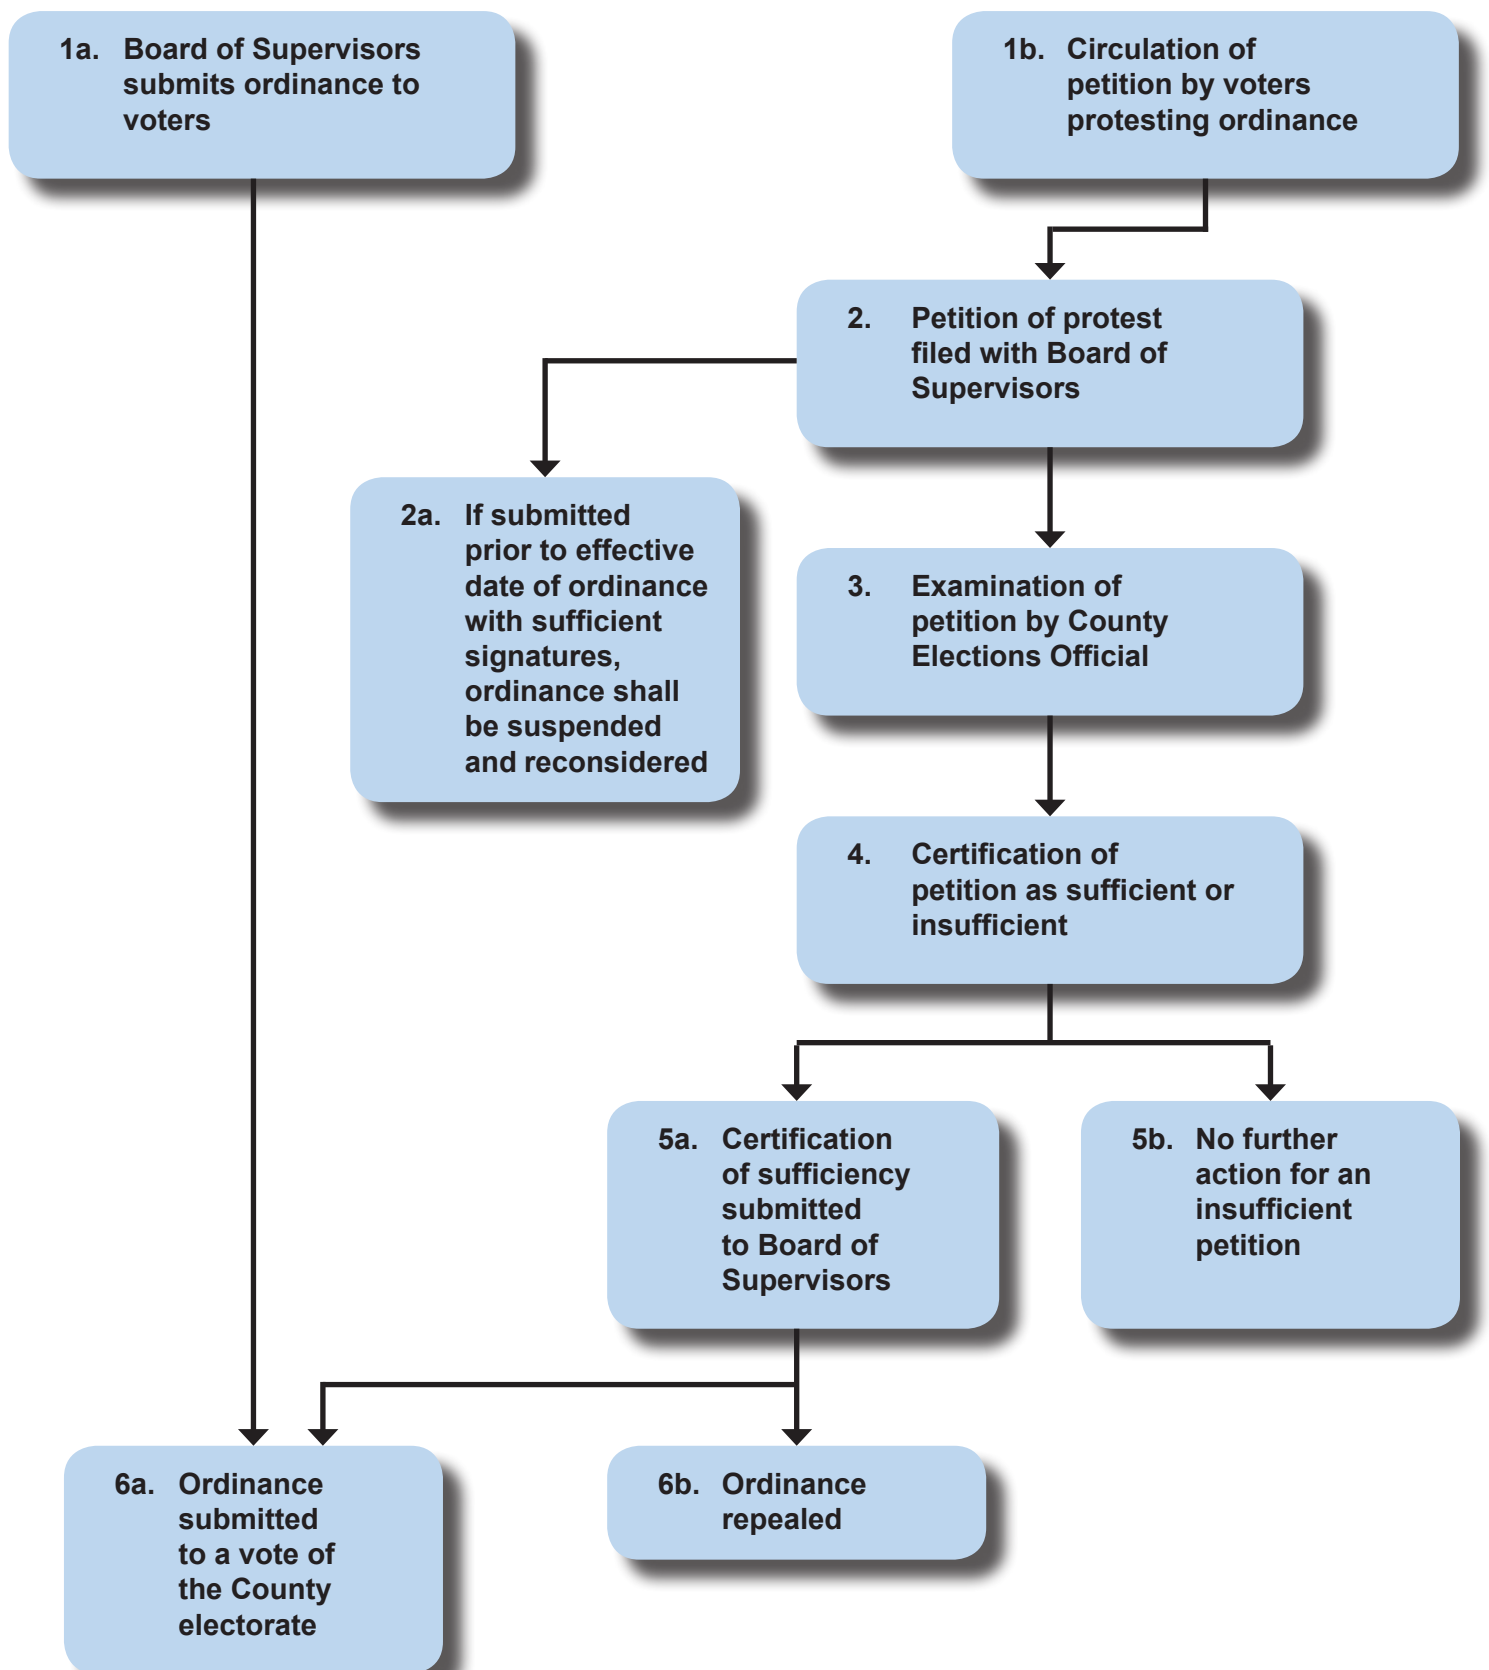 1a. Board of Supervisors
submits ordinance to
voters
1b. Circulation of
petition by voters
protesting ordinance
2. Petition of protest
filed with Board of
Supervisors
2a. If submitted
prior to effective
date of ordinance
with sufficient
signatures,
ordinance shall
be suspended
and reconsidered
3. Examination of
petition by County
Elections Official
4. Certification of
petition as sufficient or
insufficient
5a. Certification
of sufficiency
submitted
to Board of
Supervisors
5b. No further
action for an
insufficient
petition
6a. Ordinance
submitted
to a vote of
the County
electorate
6b. Ordinance
repealed